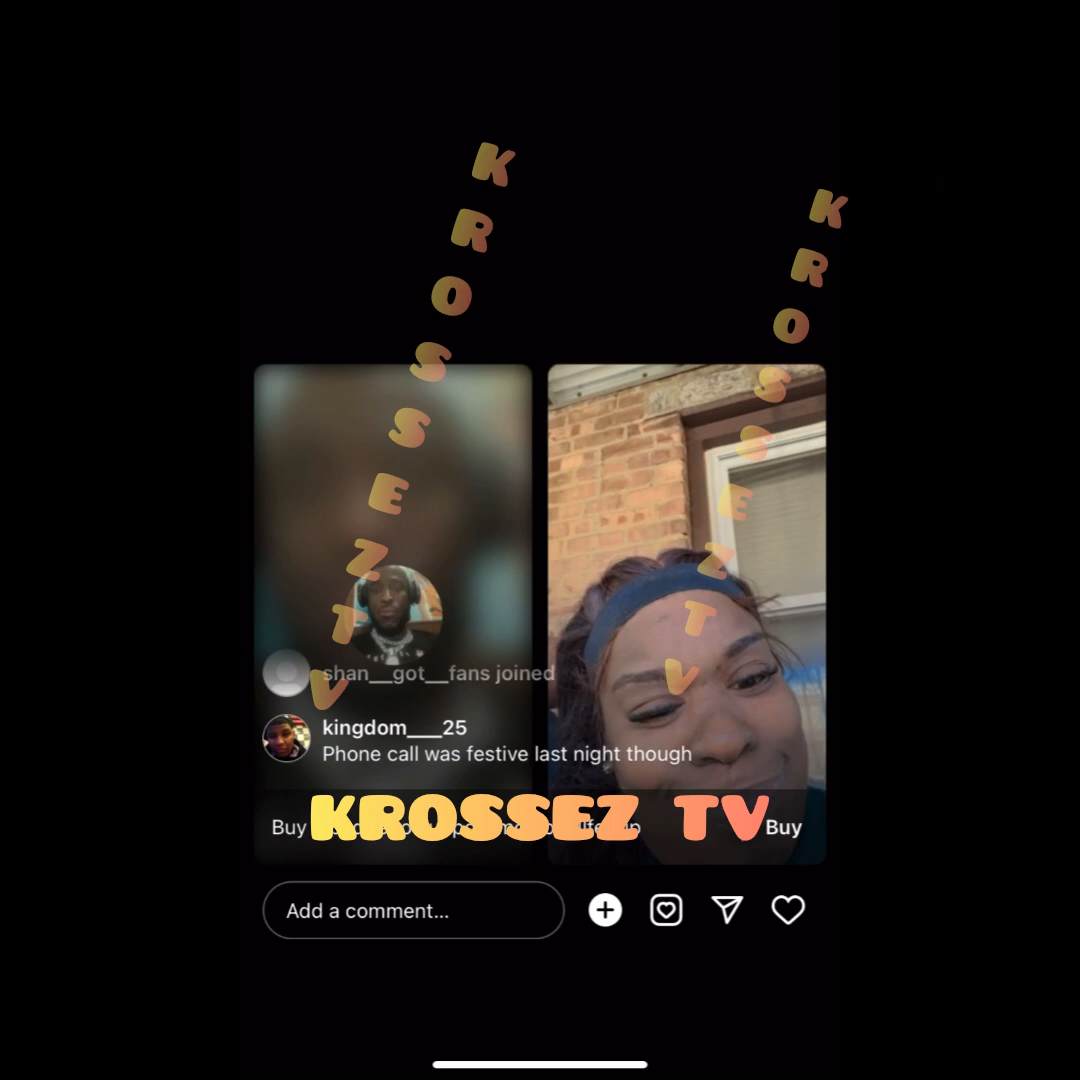 KROSSEZ TV
KROSSEZ TV
shan__got__fans joined
kingdom___25
Phone call was festive last night though
Buy
KROSSEZ TV
Buy
Add a comment...